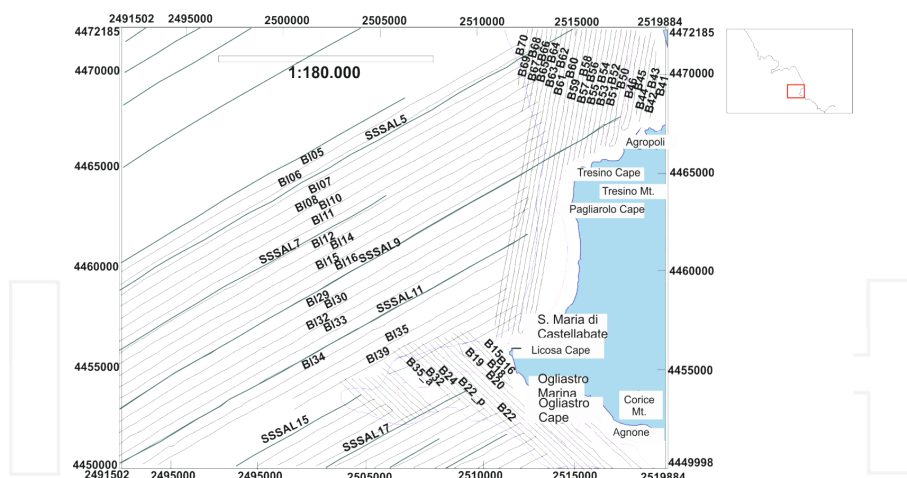 2491502 2495000 2500000 2505000 2510000 2515000 2519884
4472185
4470000
4465000
4460000
4455000
4450000
4472185
4470000
4465000
4460000
4455000
4449998
1:180.000
B70
B69
B68
B67
B66
B65
B64
B63
B62
B61
B60
B59
B58
B57
B56
B55
B54
B53
B52
B51
B50
B46
B45
B44
B43
B42
B41
SSSAL5
BI05
BI06
BI07
BI08
BI10
BI11
BI12
BI14
SSSAL7
BI15
BI16
SSSAL9
BI29
BI30
SSSAL11
BI32
BI33
BI35
BI34
BI39
B35_a
B32
B24
B22_p
B19
B15
B16
B18
B20
B22
SSSAL15
SSSAL17
Agropoli
Tresino Cape
Tresino Mt.
Pagliarolo Cape
S. Maria di
Castellabate
Licosa Cape
Ogliastro
Marina
Ogliastro
Cape
Corice
Mt.
Agnone
2491502 2495000 2495000 2505000 2510000 2515000 2519884